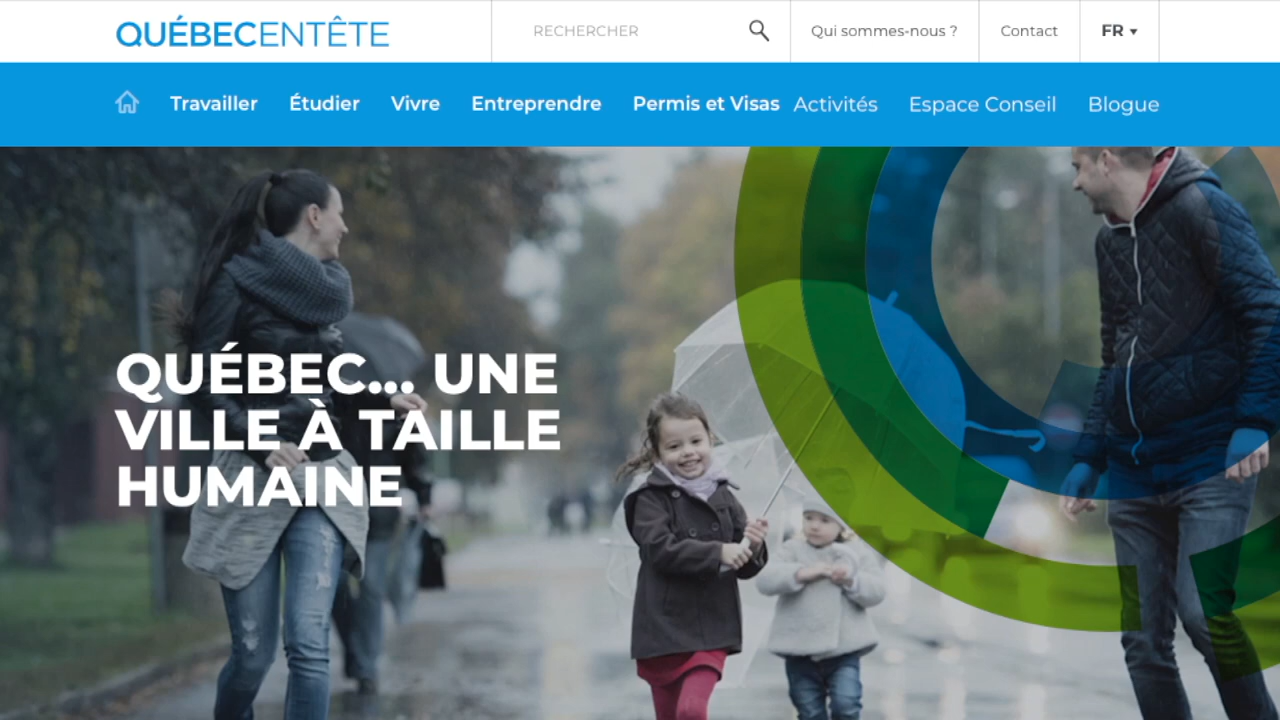 QUÉBECENTÊTE
RECHERCHER
Qui sommes-nous ?
Contact
FR
Travailler
Étudier
Vivre
Entreprendre
Permis et Visas
Activités
Espace Conseil
Blogue
QUÉBEC... UNE
VILLE À TAILLE
HUMAINE